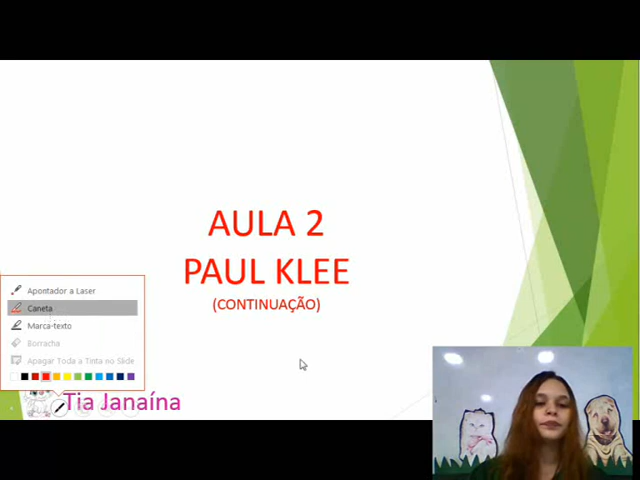 AULA 2
PAUL KLEE
(CONTINUAÇÃO)
Apontador a Laser
Caneta
Marca-texto
Borracha
Apagar Toda a Tinta no Slide
Tia Janaína